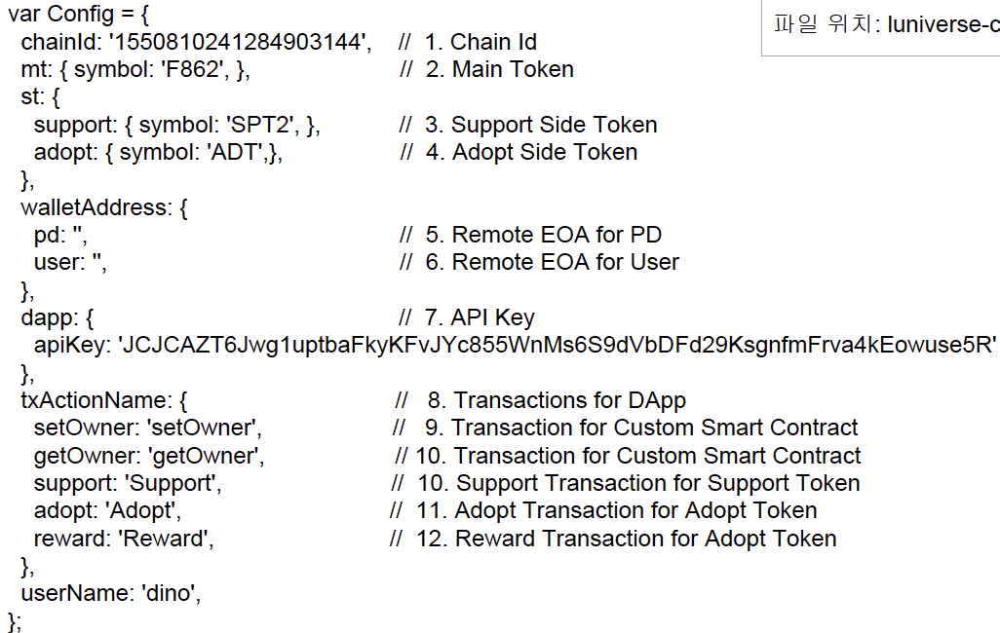 var Config = {
chainId: '1550810241284903144', // 1. Chain Id
mt: { symbol: 'F862', }, // 2. Main Token
st: {
support: { symbol: 'SPT2', }, // 3. Support Side Token
adopt: { symbol: 'ADT',}, // 4. Adopt Side Token
},
walletAddress: {
pd: '', // 5. Remote EOA for PD
user: '', // 6. Remote EOA for User
},
dapp: { // 7. API Key
apiKey: 'JCJCAZT6Jwg1uptbaFkyKFvJYc855WnMs6S9dVbDFd29KsgnfmFrva4kEowuse5R'
},
txActionName: { // 8. Transactions for DApp
setOwner: 'setOwner', // 9. Transaction for Custom Smart Contract
getOwner: 'getOwner', // 10. Transaction for Custom Smart Contract
support: 'Support', // 10. Support Transaction for Support Token
adopt: 'Adopt', // 11. Adopt Transaction for Adopt Token
reward: 'Reward', // 12. Reward Transaction for Adopt Token
},
userName: 'dino',
};
파일 위치: luniverse-c